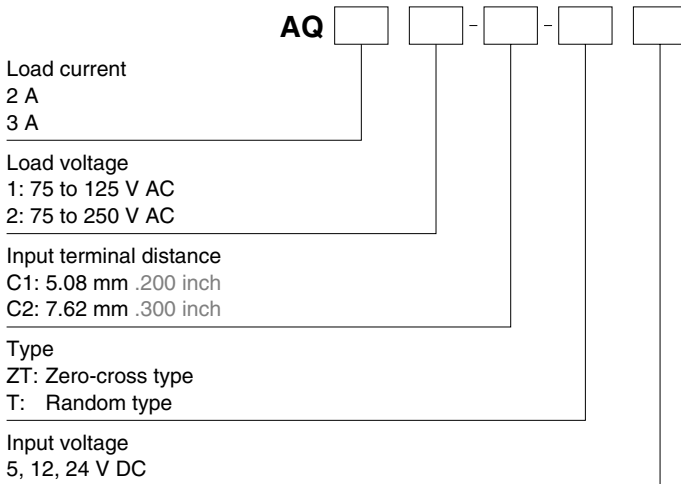 AQ - -
Load current
2 A
3 A
Load voltage
1: 75 to 125 V AC
2: 75 to 250 V AC
Input terminal distance
C1: 5.08 mm .200 inch
C2: 7.62 mm .300 inch
Type
ZT: Zero-cross type
T: Random type
Input voltage
5, 12, 24 V DC